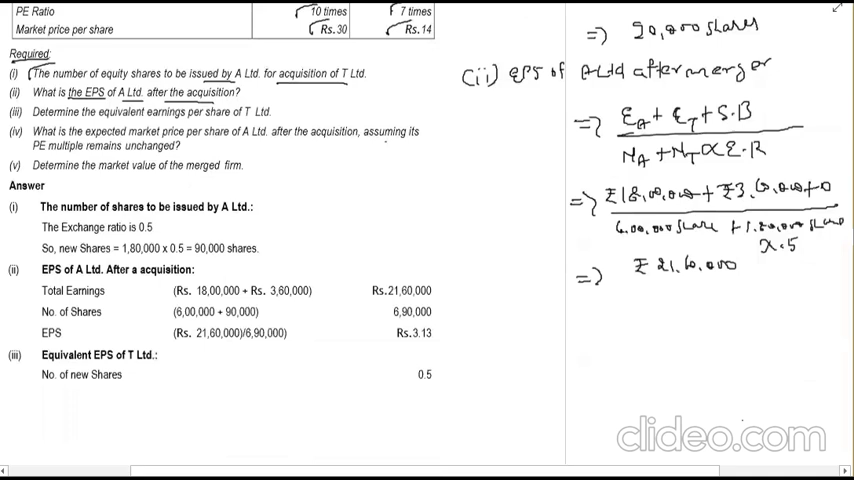 PE Ratio 10 times 7 times
Market price per share Rs.30 Rs.14
Required:
(i) The number of equity shares to be issued by A Ltd. for acquisition of T Ltd.
(ii) What is the EPS of A Ltd. after the acquisition?
(iii) Determine the equivalent earnings per share of T Ltd.
(iv) What is the expected market price per share of A Ltd. after the acquisition, assuming its
PE multiple remains unchanged?
(v) Determine the market value of the merged firm.
Answer
(i) The number of shares to be issued by A Ltd.:
The Exchange ratio is 0.5
So, new Shares = 1,80,000 x 0.5 = 90,000 shares.
(ii) EPS of A Ltd. After a acquisition:
Total Earnings (Rs. 18,00,000 + Rs. 3,60,000) Rs.21,60,000
No. of Shares (6,00,000 + 90,000) 6,90,000
EPS (Rs. 21,60,000)/6,90,000) Rs.3.13
(iii) Equivalent EPS of T Ltd.:
No. of new Shares 0.5
=> 90,000 shares
(ii) EPS of A Ltd after merger
=> EA + ET + S.B
NA + NT x E.R
=> ₹18,00,000 + ₹3,60,000 + 0
6,00,000 share + 1,80,000 share
x .5
=> ₹ 21,60,000
clideo.com